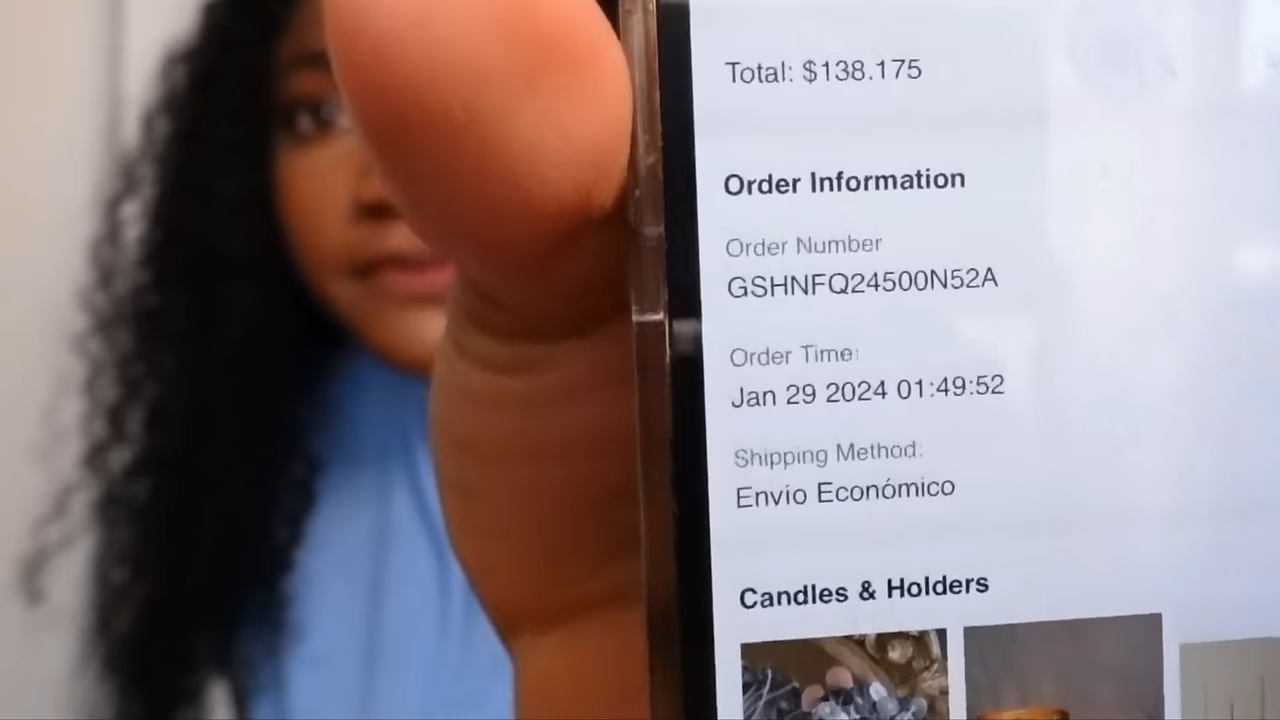 Total: $138.175
Order Information
Order Number
GSHNFQ24500N52A
Order Time:
Jan 29 2024 01:49:52
Shipping Method:
Envío Económico
Candles & Holders